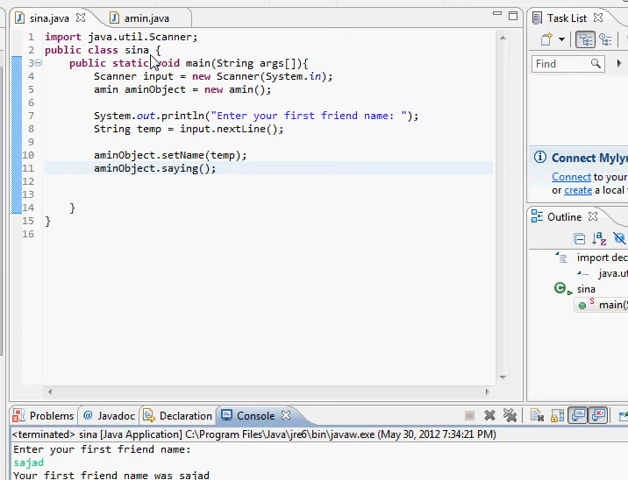 sina.java
amin.java
1 import java.util.Scanner;
2 public class sina {
3 public static void main(String args[]){
4 Scanner input = new Scanner(System.in);
5 amin aminObject = new amin();
6
7 System.out.println("Enter your first friend name: ");
8 String temp = input.nextLine();
9
10 aminObject.setName(temp);
11 aminObject.saying();
12
13
14 }
15 }
16
Task List
Find
Connect Myly
Connect to your
or create a local
Outline
import dec
java.ut
sina
main(S
Problems
Javadoc
Declaration
Console
<terminated> sina [Java Application] C:\Program Files\Java\jre6\bin\javaw.exe (May 30, 2012 7:34:21 PM)
Enter your first friend name:
sajad
Your first friend name was sajad